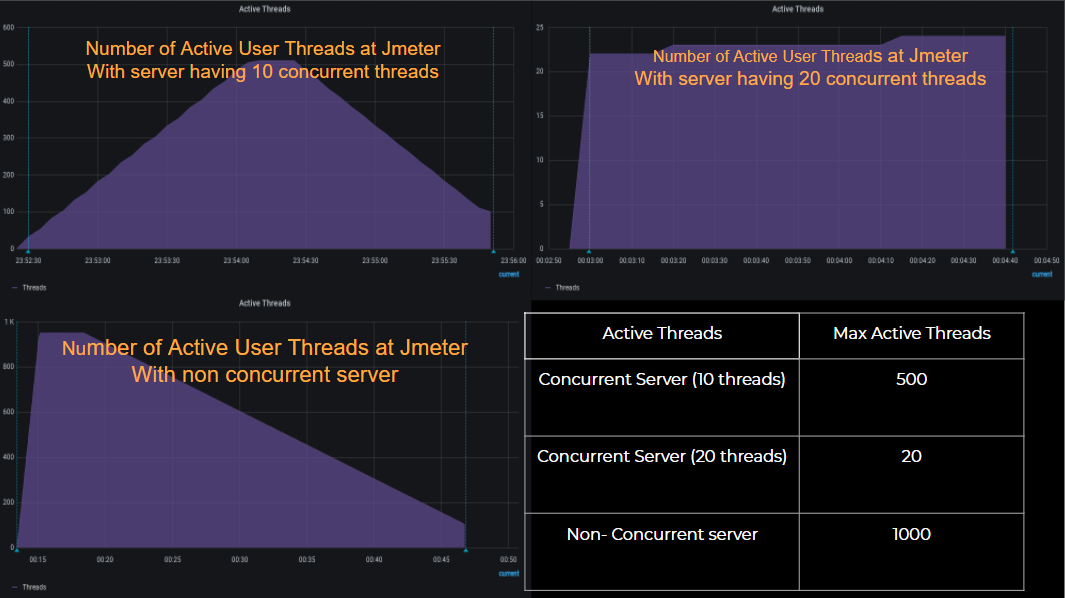 Active Threads
Number of Active User Threads at Jmeter
With server having 10 concurrent threads
600
500
400
300
200
100
0
23:52:30 23:53:00 23:53:30 23:54:00 23:54:30 23:55:00 23:55:30 23:56:00
current
Threads
Active Threads
Number of Active User Threads at Jmeter
With server having 20 concurrent threads
25
20
15
10
5
0
00:02:50 00:03:00 00:03:10 00:03:20 00:03:30 00:03:40 00:03:50 00:04:00 00:04:10 00:04:20 00:04:30 00:04:40 00:04:50
current
Threads
Active Threads
Number of Active User Threads at Jmeter
With non concurrent server
1 K
800
600
400
200
0
00:15 00:20 00:25 00:30 00:35 00:40 00:45 00:50
current
Threads
Active Threads Max Active Threads
Concurrent Server (10 threads) 500
Concurrent Server (20 threads) 20
Non- Concurrent server 1000